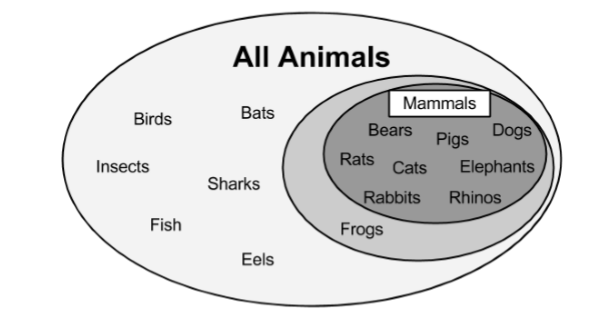 All Animals
Mammals
Birds
Bats
Bears
Pigs
Dogs
Insects
Rats
Cats
Elephants
Sharks
Rabbits
Rhinos
Fish
Frogs
Eels